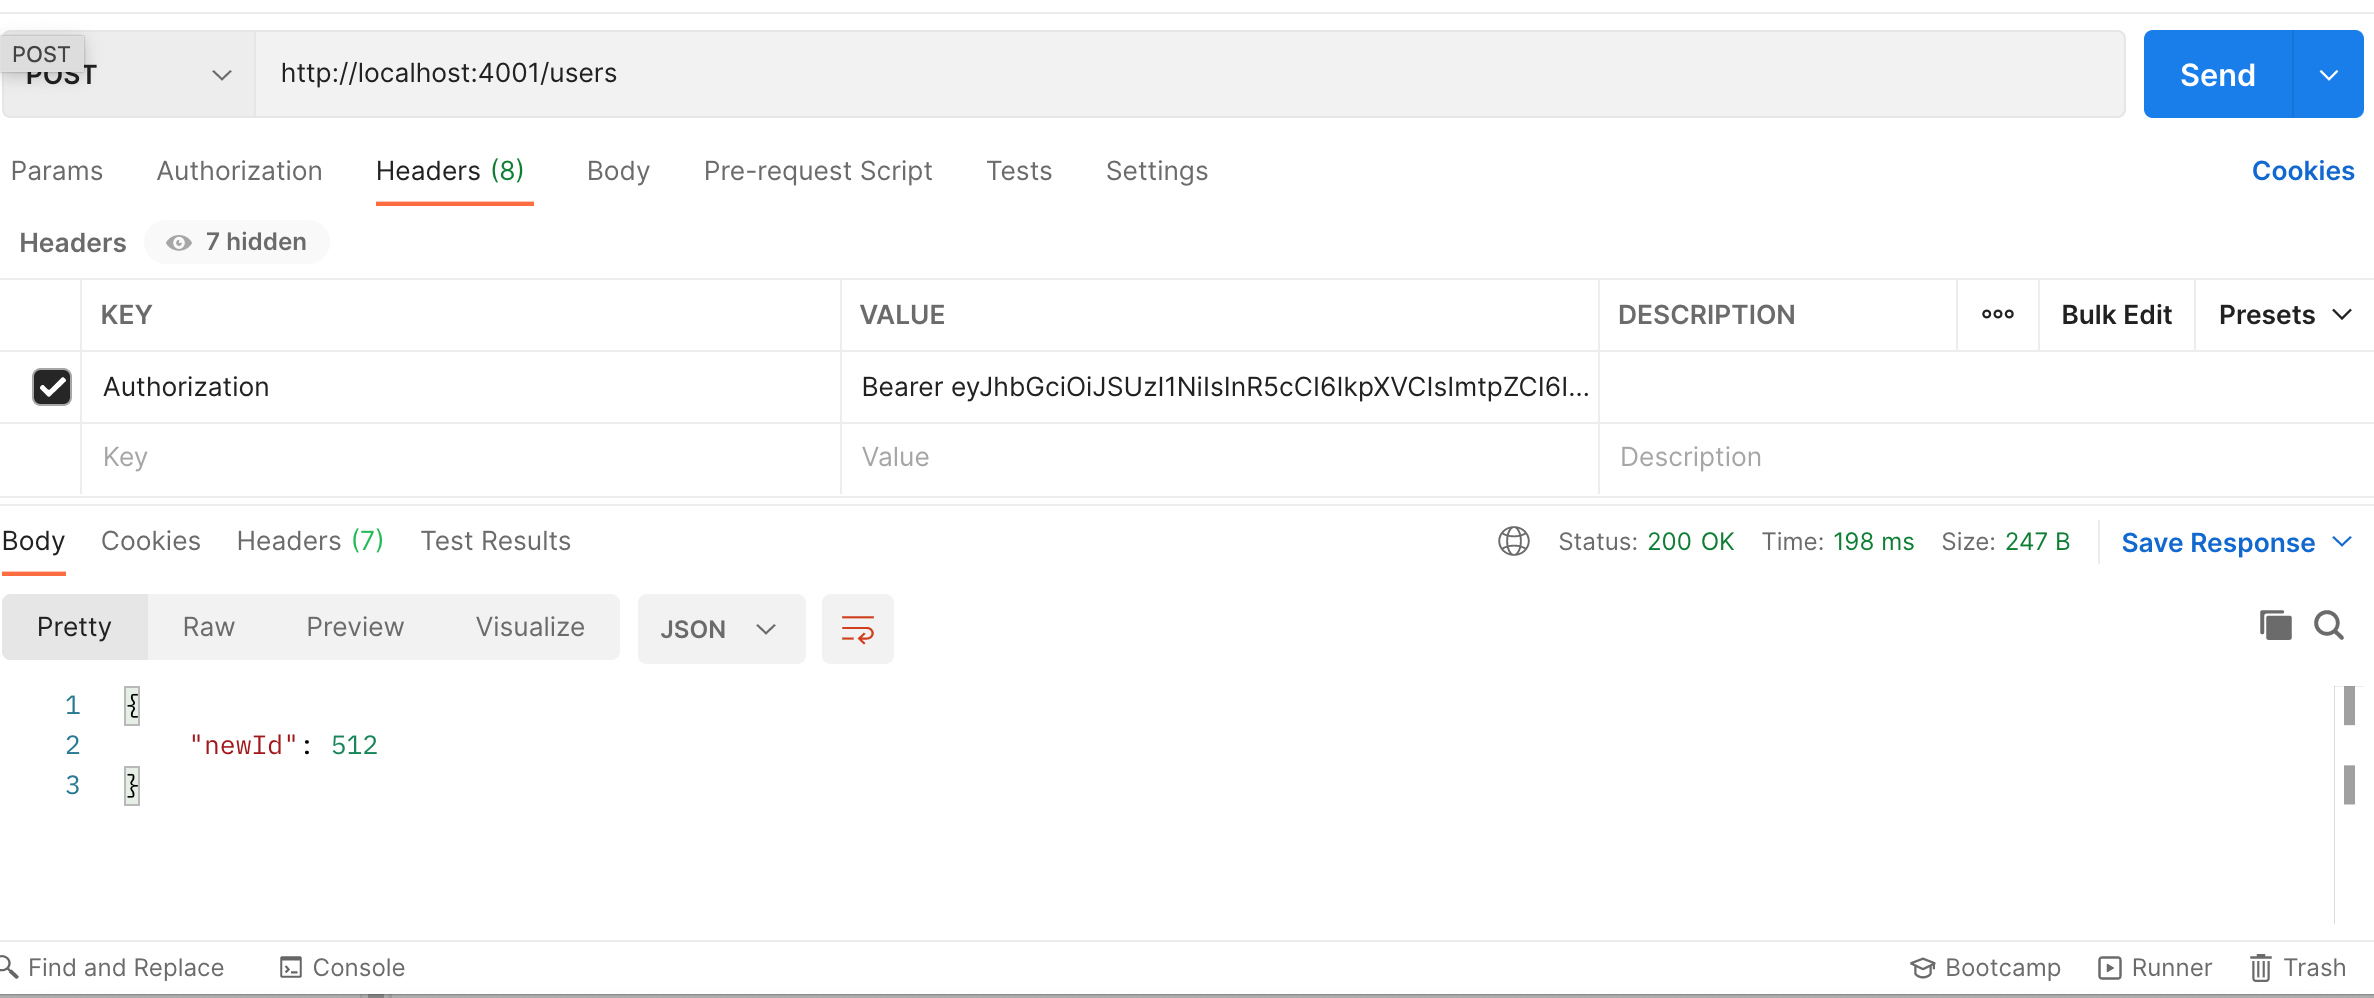 POST
POST
http://localhost:4001/users
Send
Params Authorization Headers (8) Body Pre-request Script Tests Settings Cookies
Headers 7 hidden
KEY VALUE DESCRIPTION ooo Bulk Edit Presets
Authorization Bearer eyJhbGciOiJSUzI1NiIsInR5cCI6IkpXVCIsImtpZCI6I...
Key Value Description
Body Cookies Headers (7) Test Results Status: 200 OK Time: 198 ms Size: 247 B Save Response
Pretty Raw Preview Visualize JSON
1 {
2 "newId": 512
3 }
Find and Replace Console Bootcamp Runner Trash